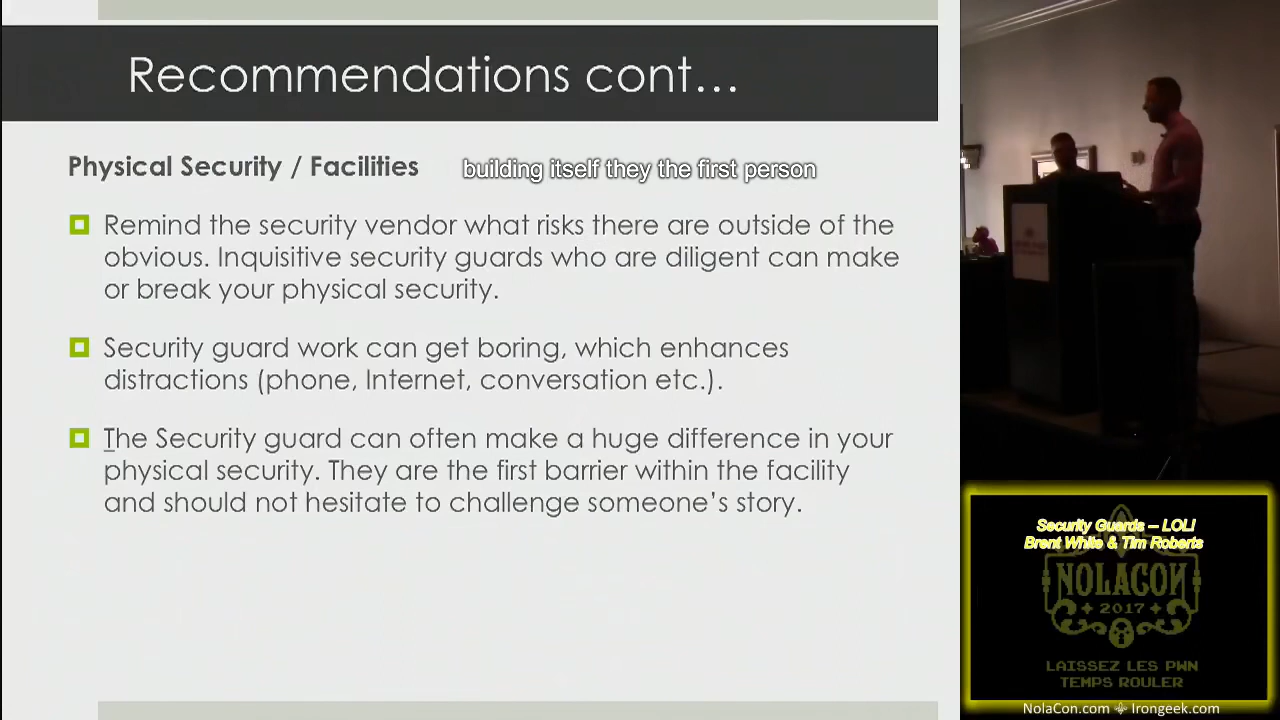 Recommendations cont…
Physical Security / Facilities
building itself they the first person
Remind the security vendor what risks there are outside of the
obvious. Inquisitive security guards who are diligent can make
or break your physical security.
Security guard work can get boring, which enhances
distractions (phone, Internet, conversation etc.).
The Security guard can often make a huge difference in your
physical security. They are the first barrier within the facility
and should not hesitate to challenge someone’s story.
Security Guards -- LOL!
Brent White & Tim Roberts
NOLACON
2017
LAISSEZ LES PWN
TEMPS ROULER
NolaCon.com Irongeek.com